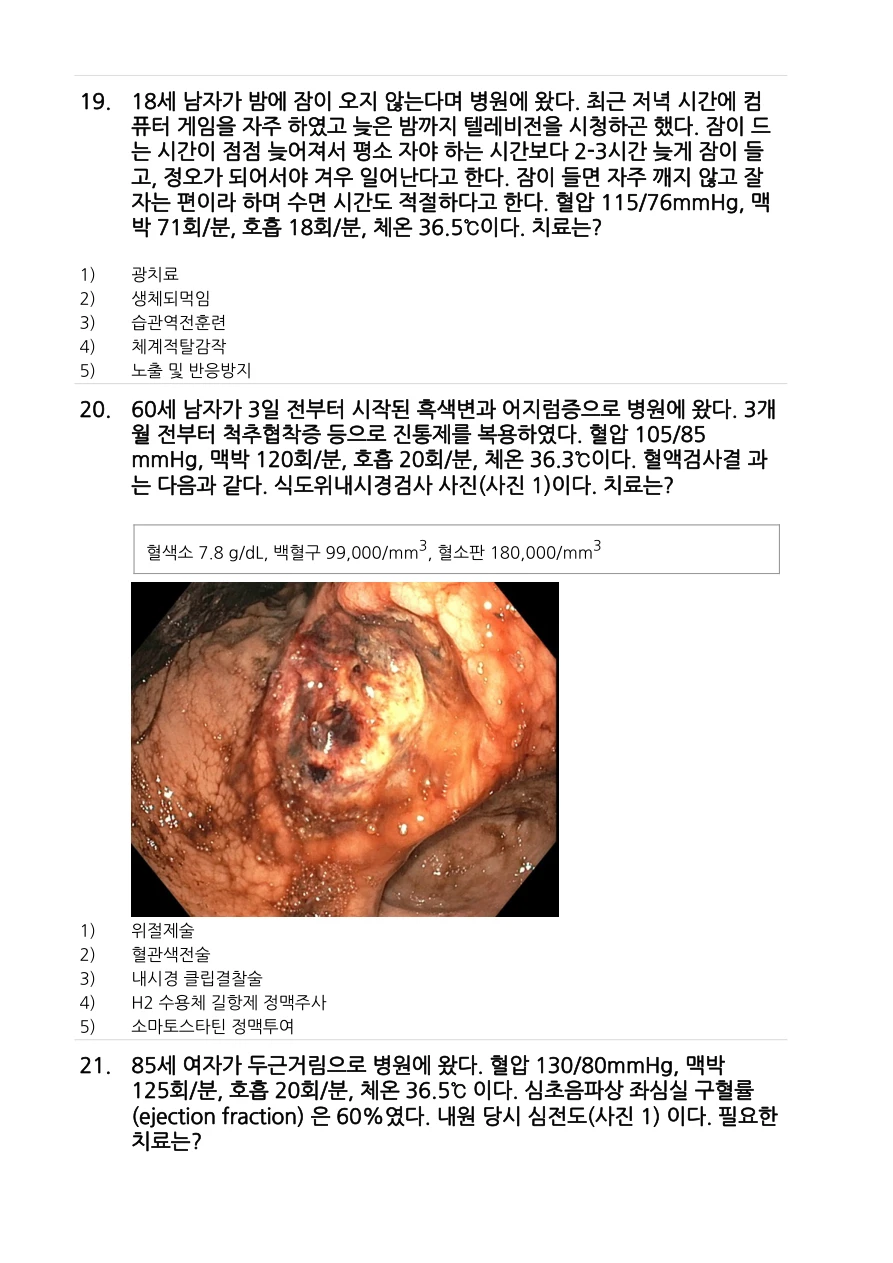 19. 18세 남자가 밤에 잠이 오지 않는다며 병원에 왔다. 최근 저녁 시간에 컴
퓨터 게임을 자주 하였고 늦은 밤까지 텔레비전을 시청하곤 했다. 잠이 드
는 시간이 점점 늦어져서 평소 자야 하는 시간보다 2-3시간 늦게 잠이 들
고, 정오가 되어서야 겨우 일어난다고 한다. 잠이 들면 자주 깨지 않고 잘
자는 편이라 하며 수면 시간도 적절하다고 한다. 혈압 115/76mmHg, 맥
박 71회/분, 호흡 18회/분, 체온 36.5℃이다. 치료는?
1) 광치료
2) 생체되먹임
3) 습관역전훈련
4) 체계적탈감작
5) 노출 및 반응방지
20. 60세 남자가 3일 전부터 시작된 흑색변과 어지럼증으로 병원에 왔다. 3개
월 전부터 척추협착증 등으로 진통제를 복용하였다. 혈압 105/85
mmHg, 맥박 120회/분, 호흡 20회/분, 체온 36.3℃이다. 혈액검사결 과
는 다음과 같다. 식도위내시경검사 사진(사진 1)이다. 치료는?
혈색소 7.8 g/dL, 백혈구 99,000/mm³, 혈소판 180,000/mm³
1) 위절제술
2) 혈관색전술
3) 내시경 클립결찰술
4) H2 수용체 길항제 정맥주사
5) 소마토스타틴 정맥투여
21. 85세 여자가 두근거림으로 병원에 왔다. 혈압 130/80mmHg, 맥박
125회/분, 호흡 20회/분, 체온 36.5℃ 이다. 심초음파상 좌심실 구혈률
(ejection fraction) 은 60%였다. 내원 당시 심전도(사진 1) 이다. 필요한
치료는?